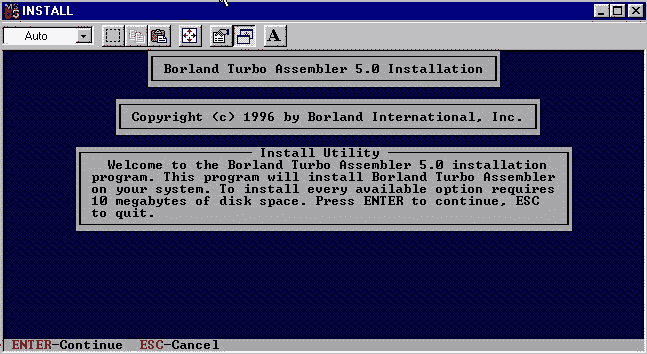 INSTALL
Auto
A
Borland Turbo Assembler 5.0 Installation
Copyright (c) 1996 by Borland International, Inc.
Install Utility
Welcome to the Borland Turbo Assembler 5.0 installation
program. This program will install Borland Turbo Assembler
on your system. To install every available option requires
10 megabytes of disk space. Press ENTER to continue, ESC
to quit.
ENTER-Continue ESC-Cancel